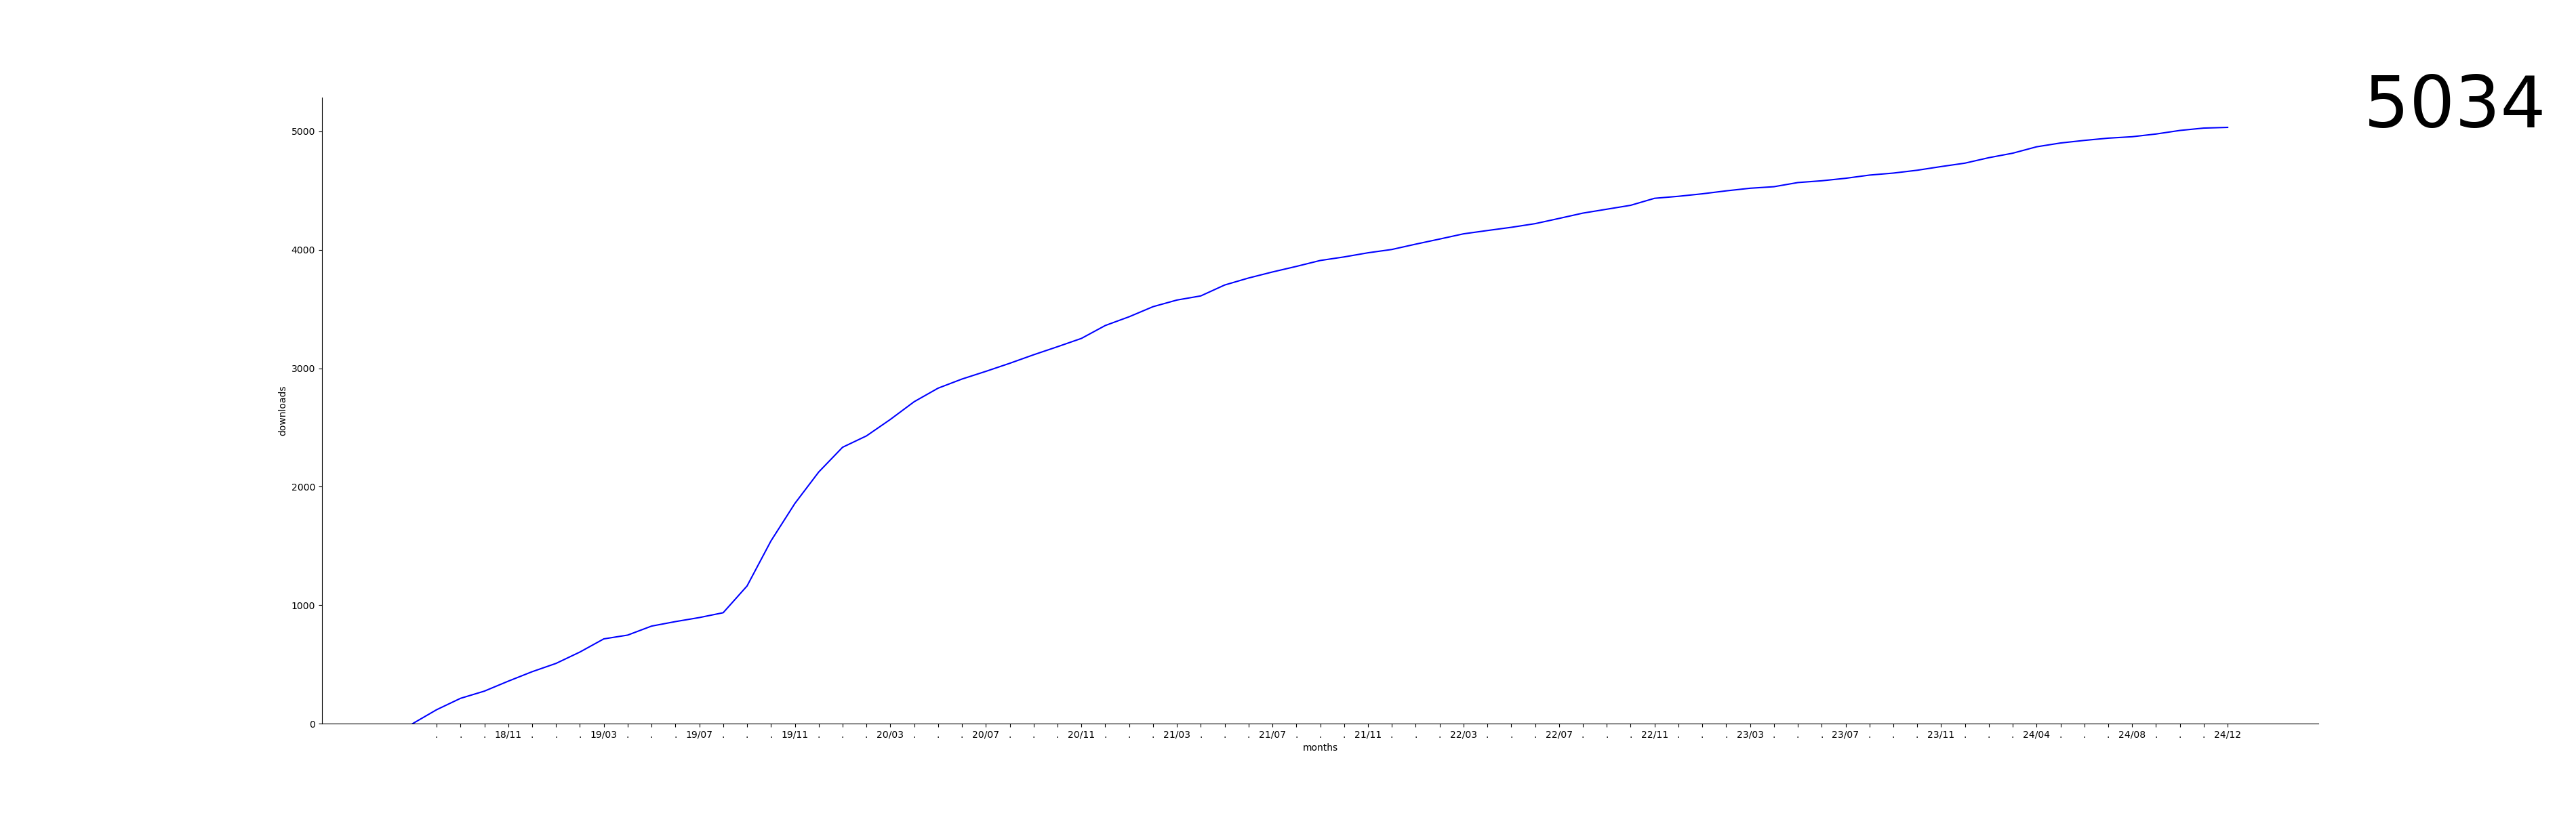 5034
5000
4000
3000
2000
1000
0
downloads
. . . 18/11 . . . 19/03 . . . 19/07 . . . 19/11 . . . 20/03 . . . 20/07 . . . 20/11 . . . 21/03 . . . 21/07 . . . 21/11 . . . 22/03 . . . 22/07 . . . 22/11 . . . 23/03 . . . 23/07 . . . 23/11 . . . 24/04 . . . 24/08 . . . 24/12
months